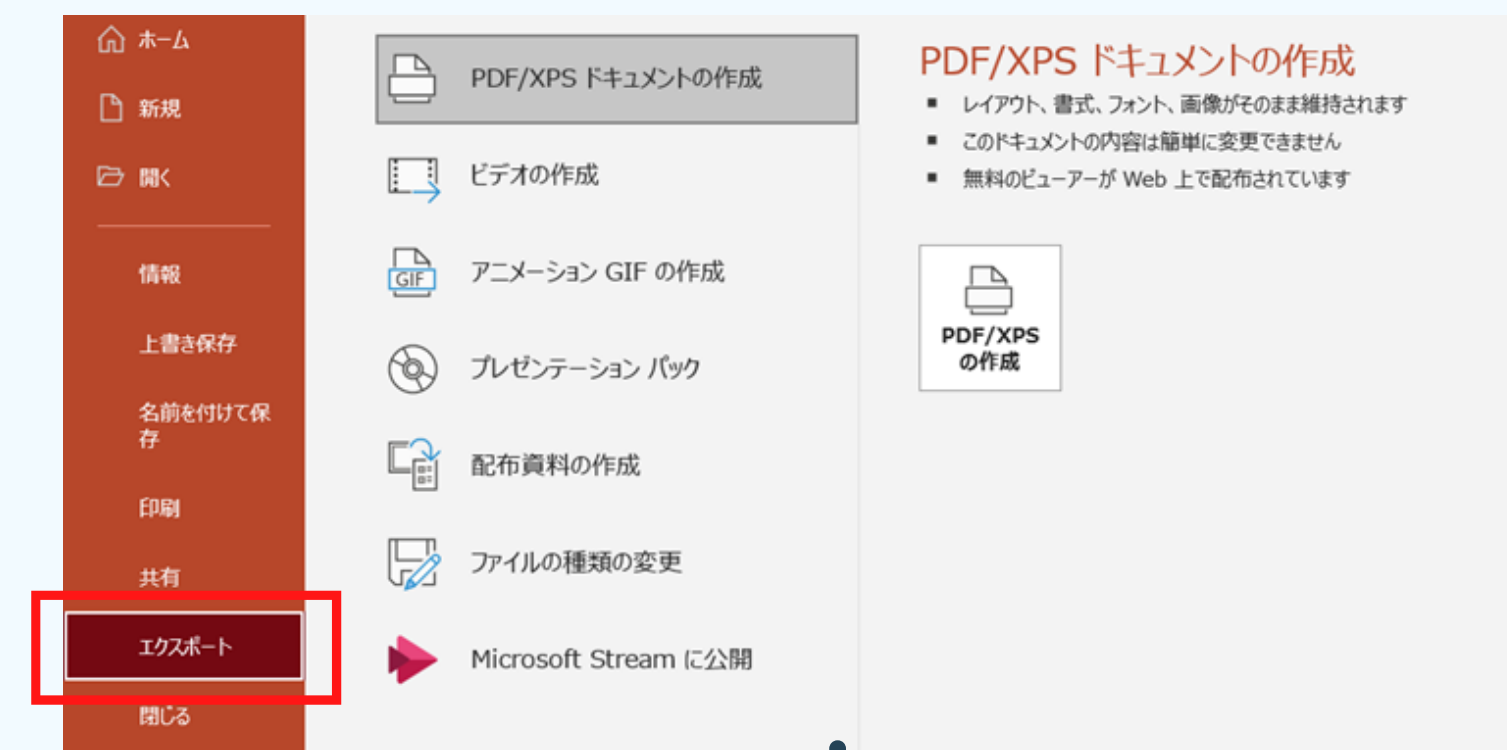 ホーム
新規
開く
情報
上書き保存
名前を付けて保
存
印刷
共有
エクスポート
閉じる
PDF/XPS ドキュメントの作成
ビデオの作成
GIF
アニメーション GIF の作成
プレゼンテーション パック
配布資料の作成
ファイルの種類の変更
Microsoft Stream に公開
PDF/XPS ドキュメントの作成
■ レイアウト、書式、フォント、画像がそのまま維持されます
■ このドキュメントの内容は簡単に変更できません
■ 無料のビューアーが Web 上で配布されています
PDF/XPS
の作成